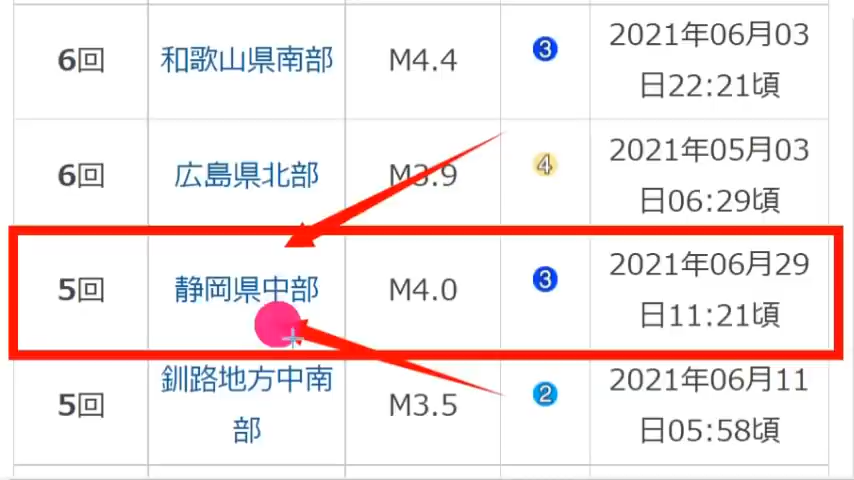 6回 和歌山県南部 M4.4 3 2021年06月03
日22:21頃
6回 広島県北部 M3.9 4 2021年05月03
日06:29頃
5回 静岡県中部 M4.0 3 2021年06月29
日11:21頃
5回 釧路地方中南
部 M3.5 2 2021年06月11
日05:58頃